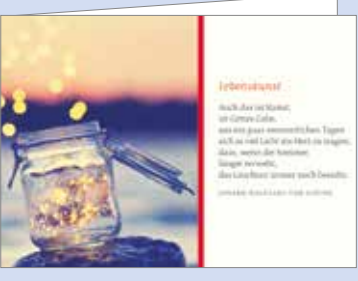 Lebenskunst
Auch das ist Kunst,
ist Gottes Gabe,
aus ein paar sonnenhellen Tagen
sich so viel Licht ins Herz zu tragen,
dass, wenn der Sommer
längst verweht,
das Leuchten immer noch besteht.
JOHANN WOLFGANG VON GOETHE